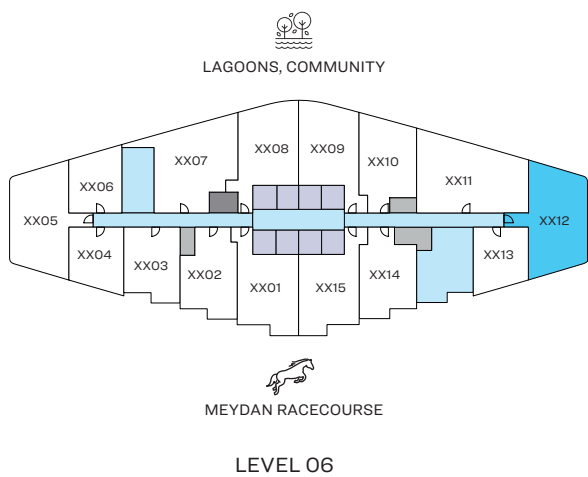 LAGOONS, COMMUNITY
XX08
XX09
XX07
XX10
XX06
XX11
XX05
XX12
XX04
XX03
XX02
XX01
XX15
XX14
XX13
MEYDAN RACECOURSE
LEVEL 06